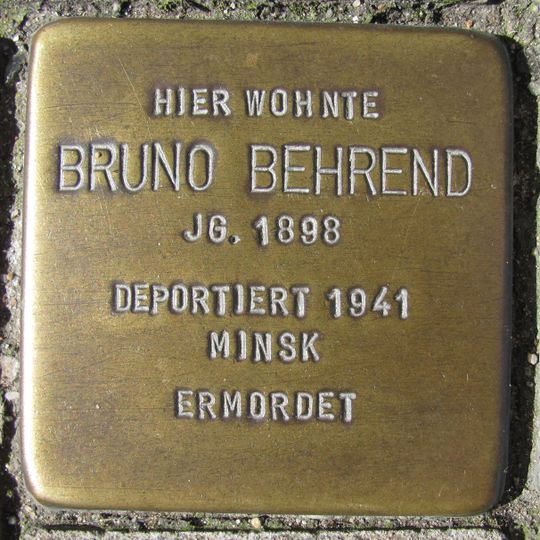 HIER WOHNTE
BRUNO BEHREND
JG. 1898
DEPORTIERT 1941
MINSK
ERMORDET